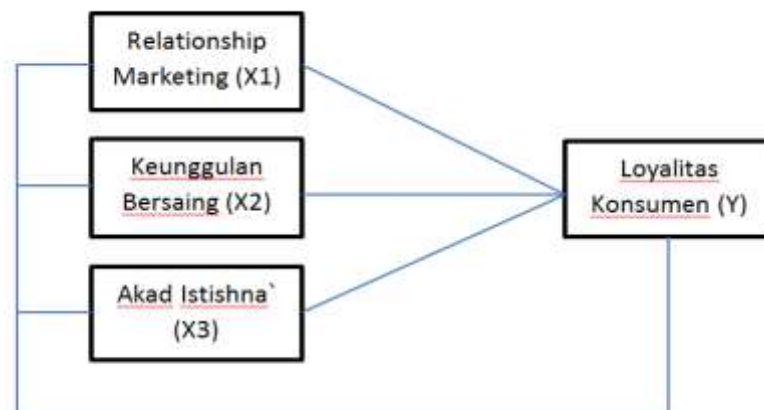 Relationship
Marketing (X1)
Keunggulan
Bersaing (X2)
Akad Istishna`
(X3)
Loyalitas
Konsumen (Y)